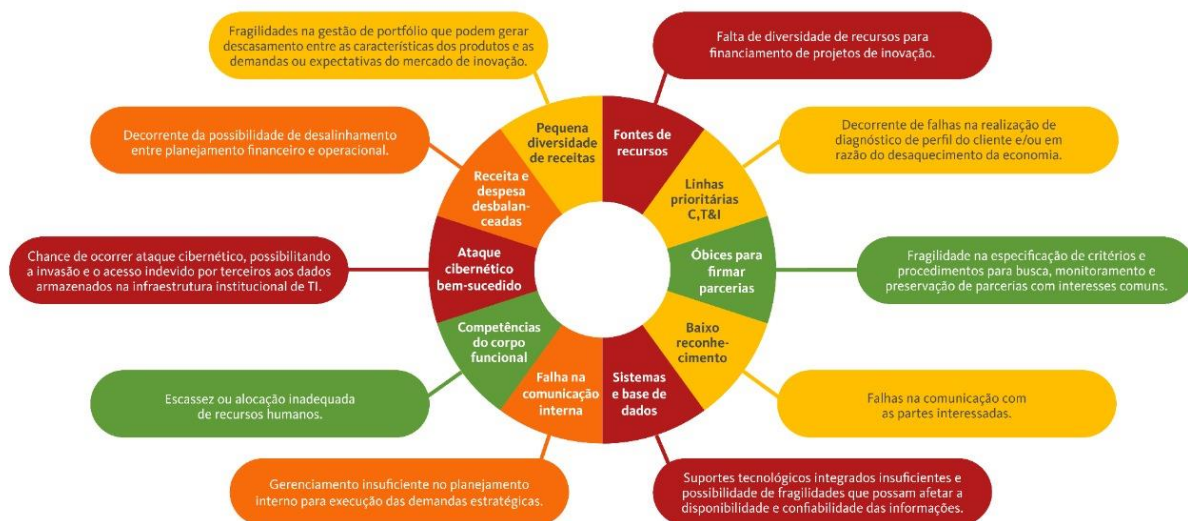 Fragilidades na gestão de portfólio que podem gerar
descasamento entre as características dos produtos e as
demandas ou expectativas do mercado de inovação.
Falta de diversidade de recursos para
financiamento de projetos de inovação.
Decorrente da possibilidade de desalinhamento
entre planejamento financeiro e operacional.
Pequena
diversidade
de receitas
Fontes de
recursos
Decorrente de falhas na realização de
diagnóstico de perfil do cliente e/ou em
razão do desaquecimento da economia.
Receita e
despesa
desbalan-
ceadas
Linhas
prioritárias
C,T&I
Chance de ocorrer ataque cibernético, possibilitando
a invasão e o acesso indevido por terceiros aos dados
armazenados na infraestrutura institucional de TI.
Ataque
cibernético
bem-sucedido
Óbices para
firmar
parcerias
Fragilidade na especificação de critérios e
procedimentos para busca, monitoramento e
preservação de parcerias com interesses comuns.
Competências
do corpo
funcional
Baixo
reconhe-
cimento
Escassez ou alocação inadequada
de recursos humanos.
Falha na
comunicação
interna
Sistemas
e base de
dados
Falhas na comunicação com
as partes interessadas.
Gerenciamento insuficiente no planejamento
interno para execução das demandas estratégicas.
Suportes tecnológicos integrados insuficientes e
possibilidade de fragilidades que possam afetar a
disponibilidade e confiabilidade das informações.